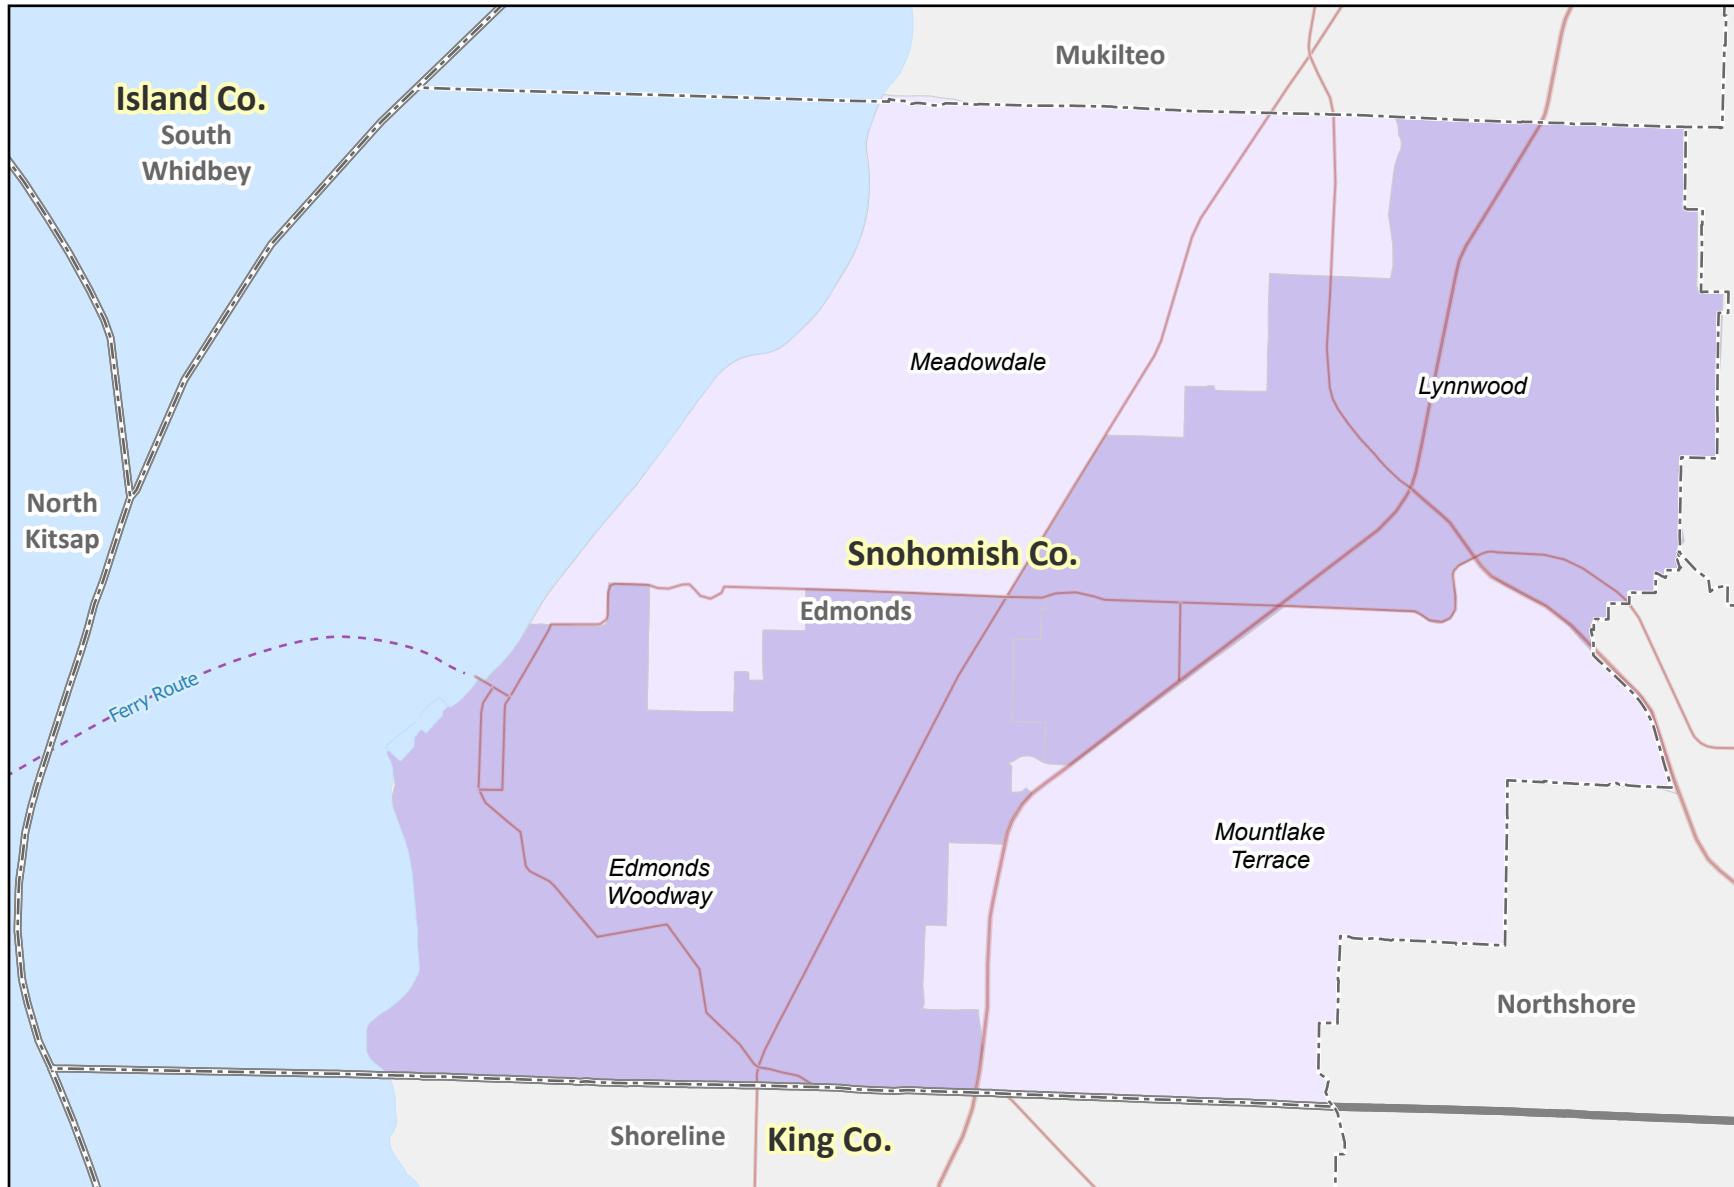 Mukilteo
Island Co.
South
Whidbey
Meadowdale
Lynnwood
North
Kitsap
Snohomish Co.
Edmonds
Ferry Route
Mountlake
Terrace
Edmonds
Woodway
Northshore
Shoreline
King Co.